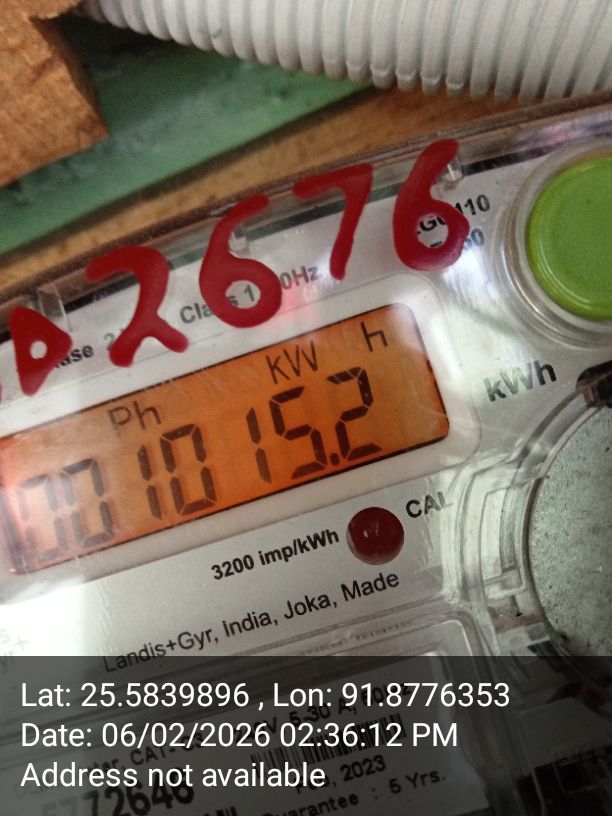 2676
110
60
Class 1
0Hz
kW h
Ph
001015.2
kWh
CAL
3200 imp/kWh
Landis+Gyr, India, Joka, Made
Lat: 25.5839896 , Lon: 91.8776353
Date: 06/02/2026 02:36:12 PM
Address not available
2023
Guarantee : 5 Yrs.